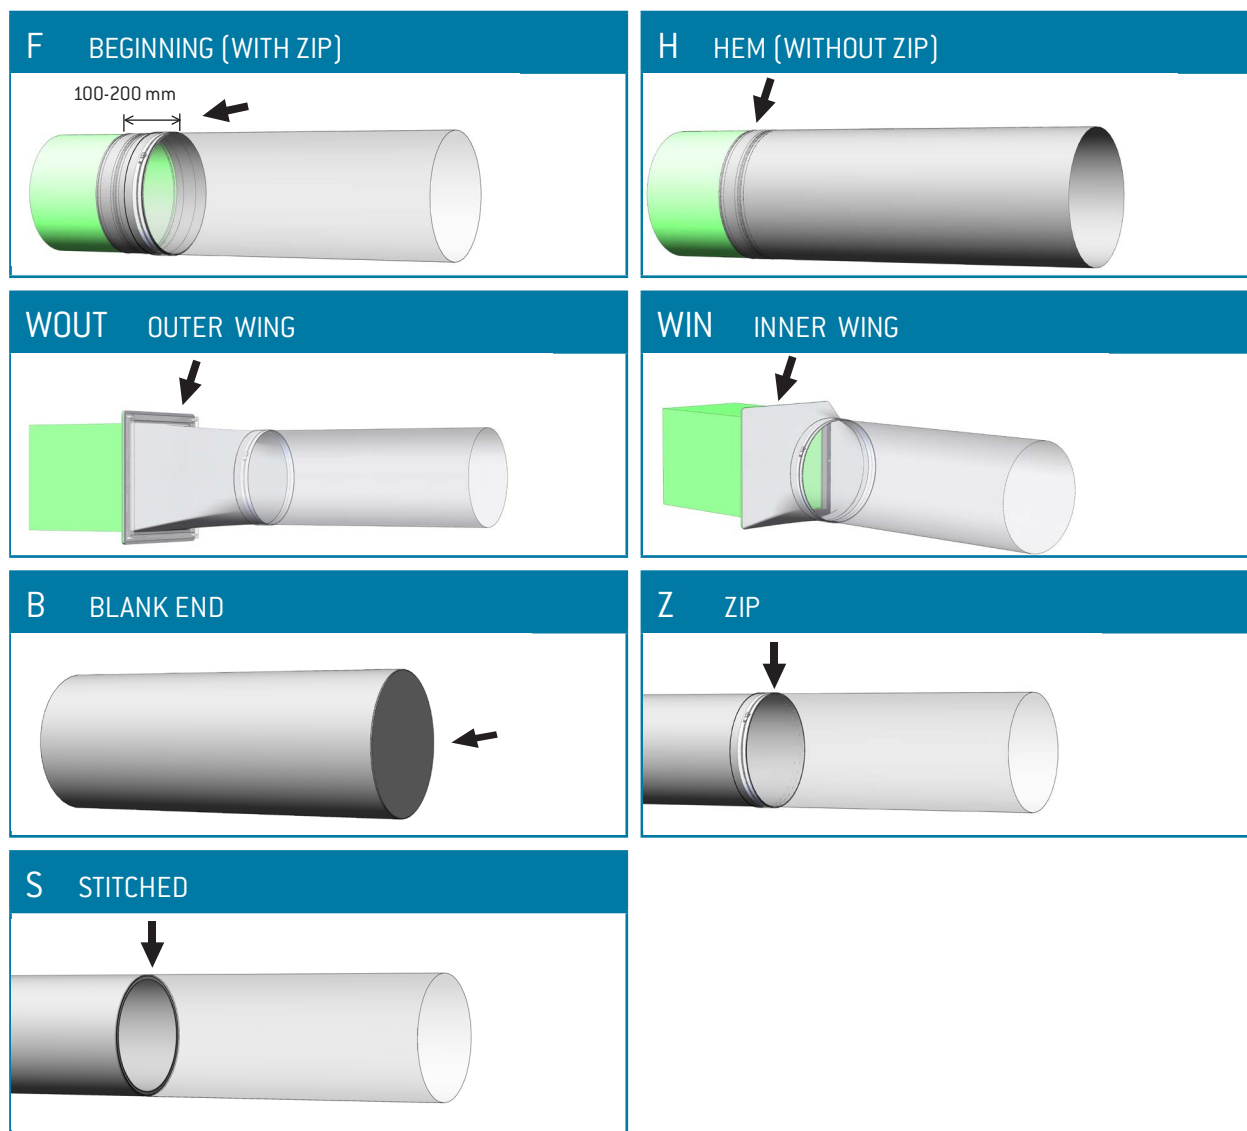 F BEGINNING (WITH ZIP)
100-200 mm
H HEM (WITHOUT ZIP)
WOUT OUTER WING
WIN INNER WING
B BLANK END
Z ZIP
S STITCHED